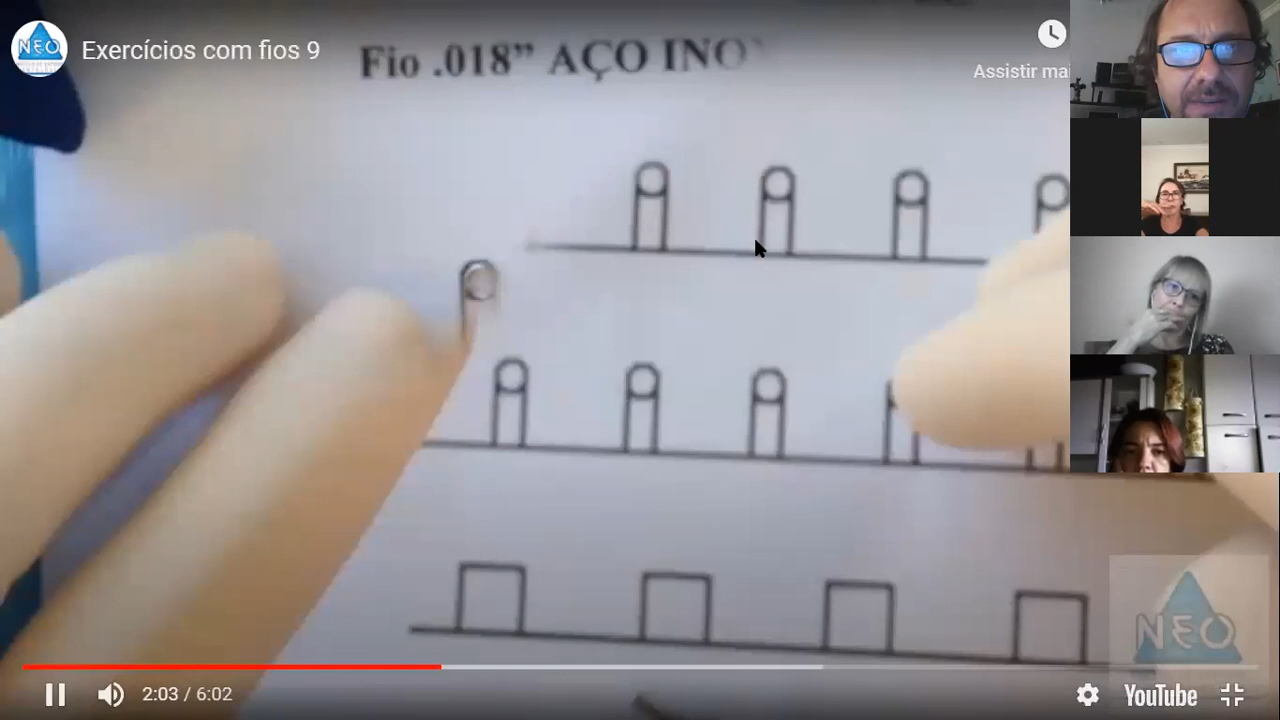 NEO
Exercícios com fios 9
Fio .018” AÇO INO
Assistir mai
NEO
2:03 / 6:02
YouTube